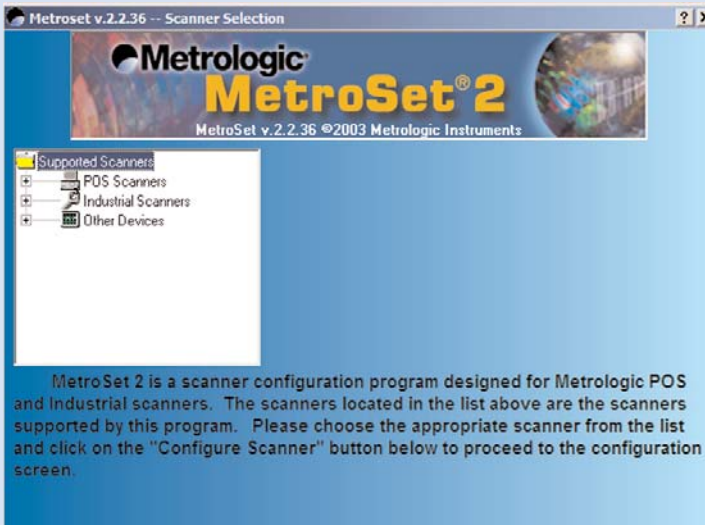 Metroset v.2.2.36 -- Scanner Selection
Metrologic
MetroSet®2
MetroSet v.2.2.36 ©2003 Metrologic Instruments
Supported Scanners
POS Scanners
Industrial Scanners
Other Devices
MetroSet 2 is a scanner configuration program designed for Metrologic POS
and Industrial scanners. The scanners located in the list above are the scanners
supported by this program. Please choose the appropriate scanner from the list
and click on the "Configure Scanner" button below to proceed to the configuration
screen.